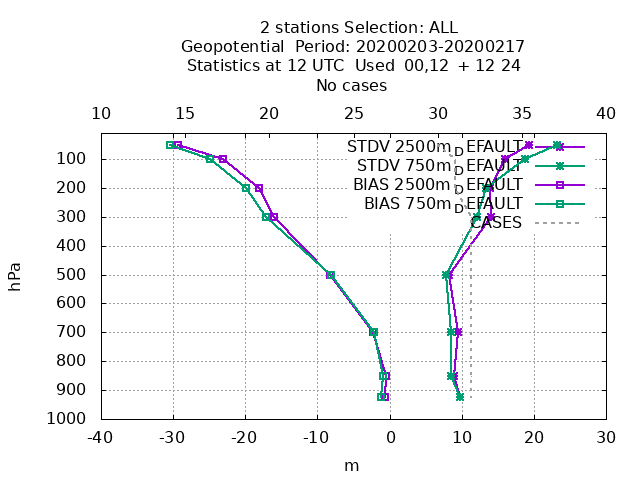 2 stations Selection: ALL
Geopotential  Period: 20200203-20200217
Statistics at 12 UTC  Used  00,12  + 12 24
No cases
10 15 20 25 30 35 40
STDV 2500m_DEFAULT
STDV 750m_DEFAULT
BIAS 2500m_DEFAULT
BIAS 750m_DEFAULT
CASES
hPa
100
200
300
400
500
600
700
800
900
1000
-40 -30 -20 -10 0 10 20 30
m